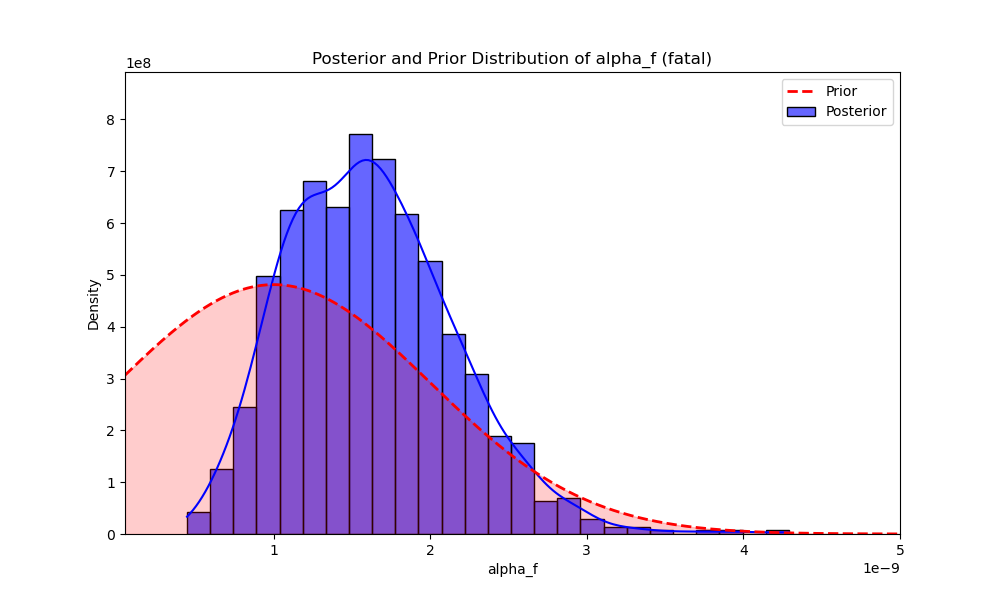 Posterior and Prior Distribution of alpha_f (fatal)
1e8
Prior
Posterior
8
7
6
5
4
3
2
1
0
Density
1 2 3 4 5
1e−9
alpha_f